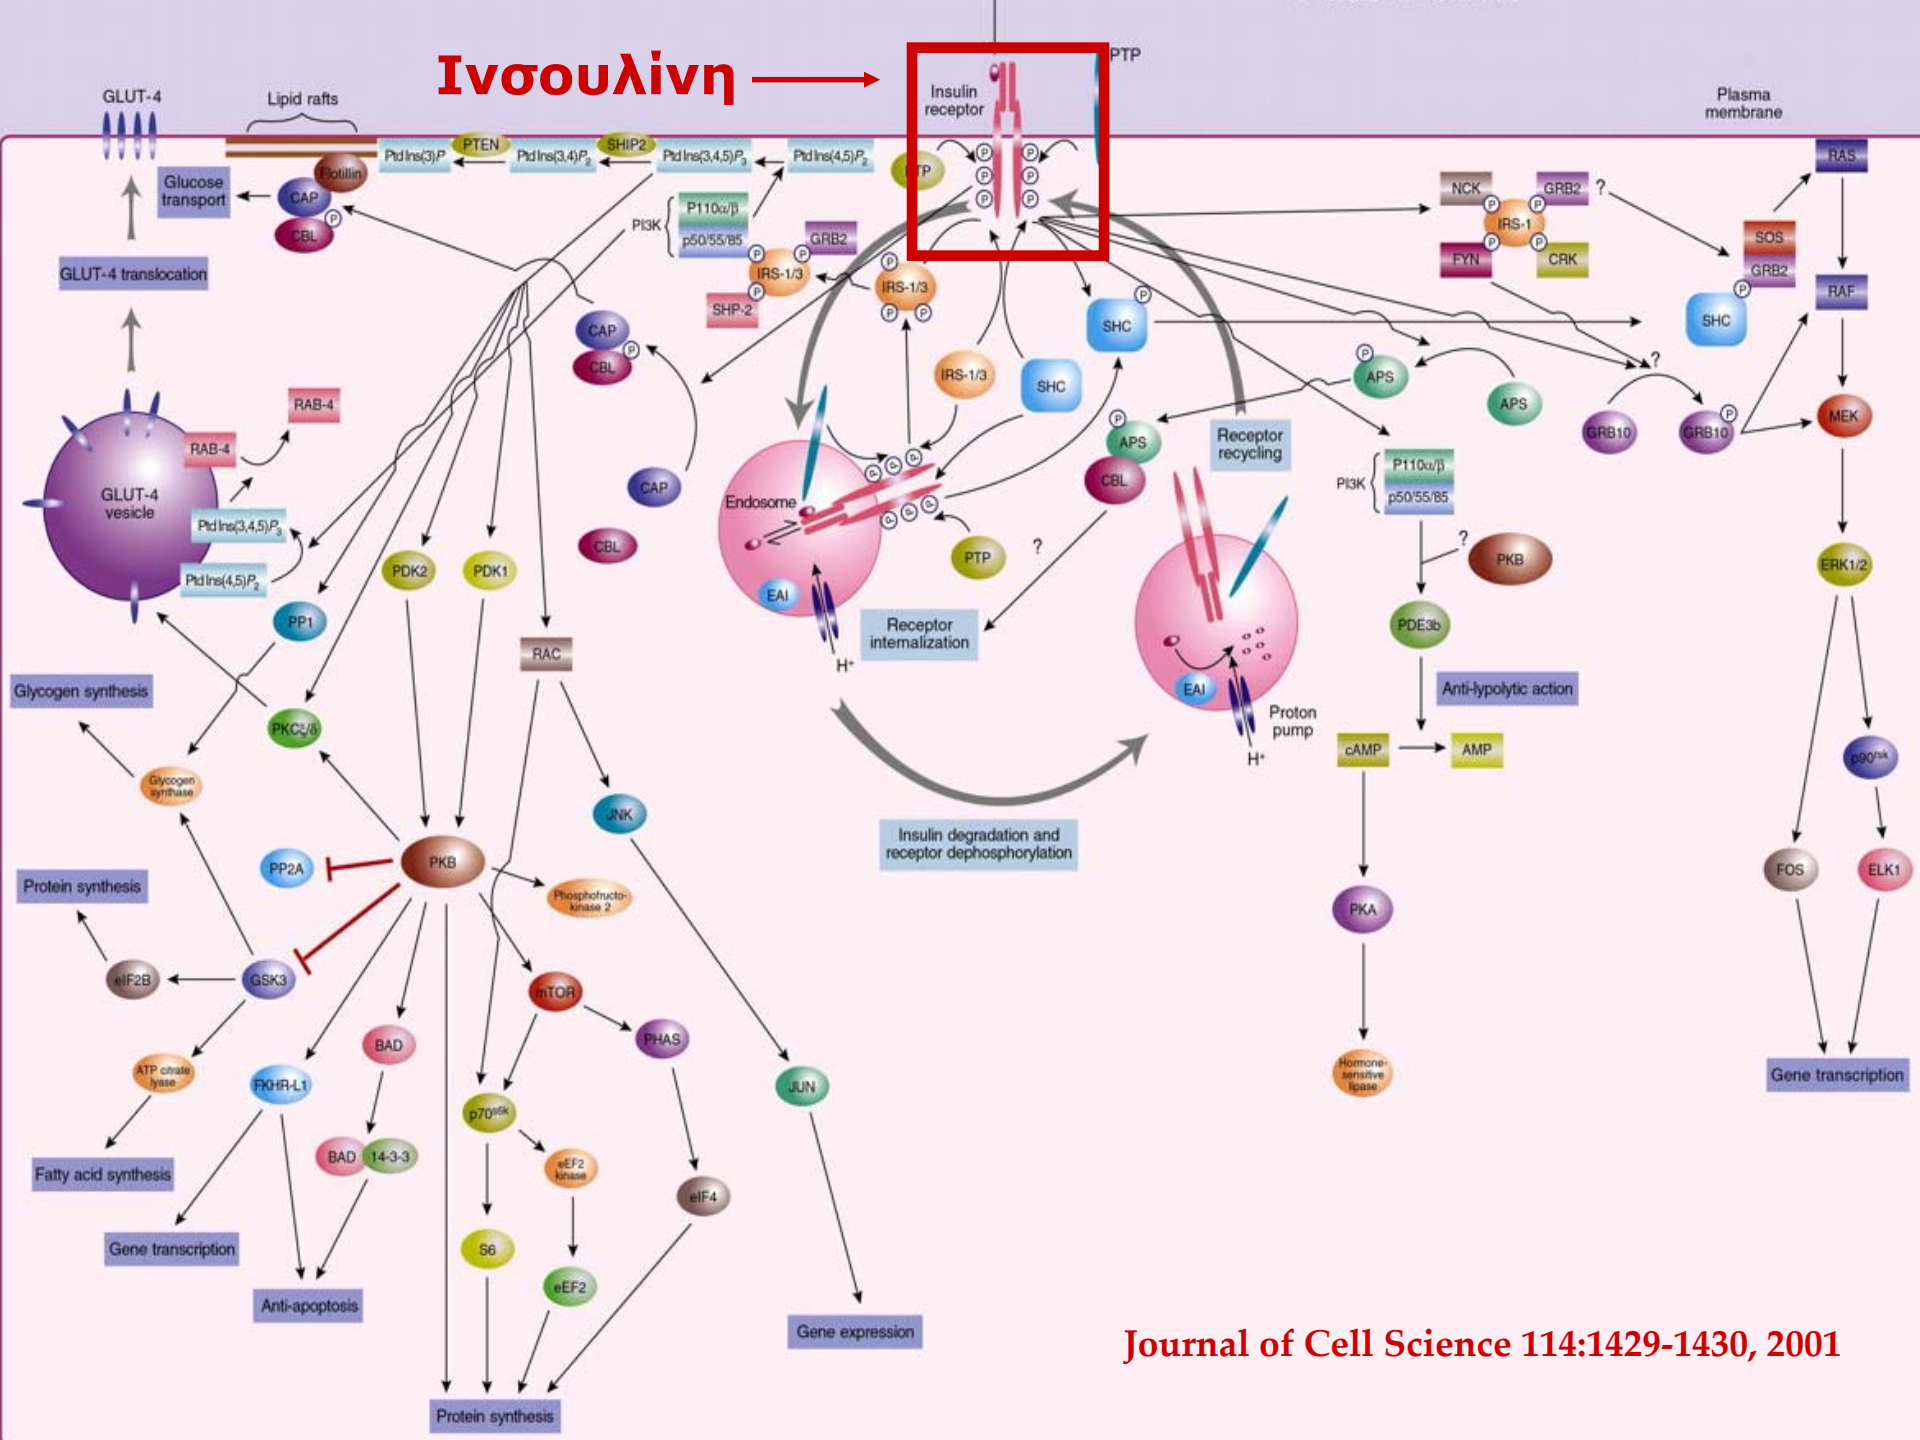 Ινσουλίνη
PTP
Insulin
receptor
GLUT-4
Lipid rafts
Plasma
membrane
PtdIns(3)P
PTEN
PtdIns(3,4)P2
SHIP2
PtdIns(3,4,5)P3
PtdIns(4,5)P2
PTP
P
P
P
P
P
P
RAS
Flotillin
Glucose
transport
CAP
P
CBL
PI3K
P110α/β
p50/55/85
GRB2
P
P
IRS-1/3
P
SHP-2
P
IRS-1/3
P
P
NCK
GRB2
?
P
P
IRS-1
P
P
FYN
CRK
SOS
GRB2
P
SHC
RAF
GLUT-4 translocation
CAP
P
CBL
P
SHC
IRS-1/3
SHC
P
APS
APS
?
GRB10
P
GRB10
MEK
RAB-4
RAB-4
GLUT-4
vesicle
PtdIns(3,4,5)P3
PtdIns(4,5)P2
CAP
CBL
P
APS
CBL
Receptor
recycling
P110α/β
PI3K
p50/55/85
Endosome
P
P
P
P
P
P
PTP
?
EAI
H+
Receptor
internalization
?
PKB
ERK1/2
PDK2
PDK1
PP1
RAC
PDE3b
Anti-lypolytic action
EAI
Proton
pump
H+
Glycogen synthesis
PKCξ/δ
cAMP
AMP
p90rsk
Glycogen
synthase
JNK
Insulin degradation and
receptor dephosphorylation
PP2A
PKB
Phosphofructo-
kinase 2
Protein synthesis
FOS
ELK1
PKA
eIF2B
GSK3
mTOR
PHAS
BAD
ATP citrate
lyase
FKHR-L1
JUN
Hormone-
sensitive
lipase
Gene transcription
p70s6k
BAD
14-3-3
eEF2
kinase
Fatty acid synthesis
eIF4
Gene transcription
S6
eEF2
Anti-apoptosis
Gene expression
Journal of Cell Science 114:1429-1430, 2001
Protein synthesis